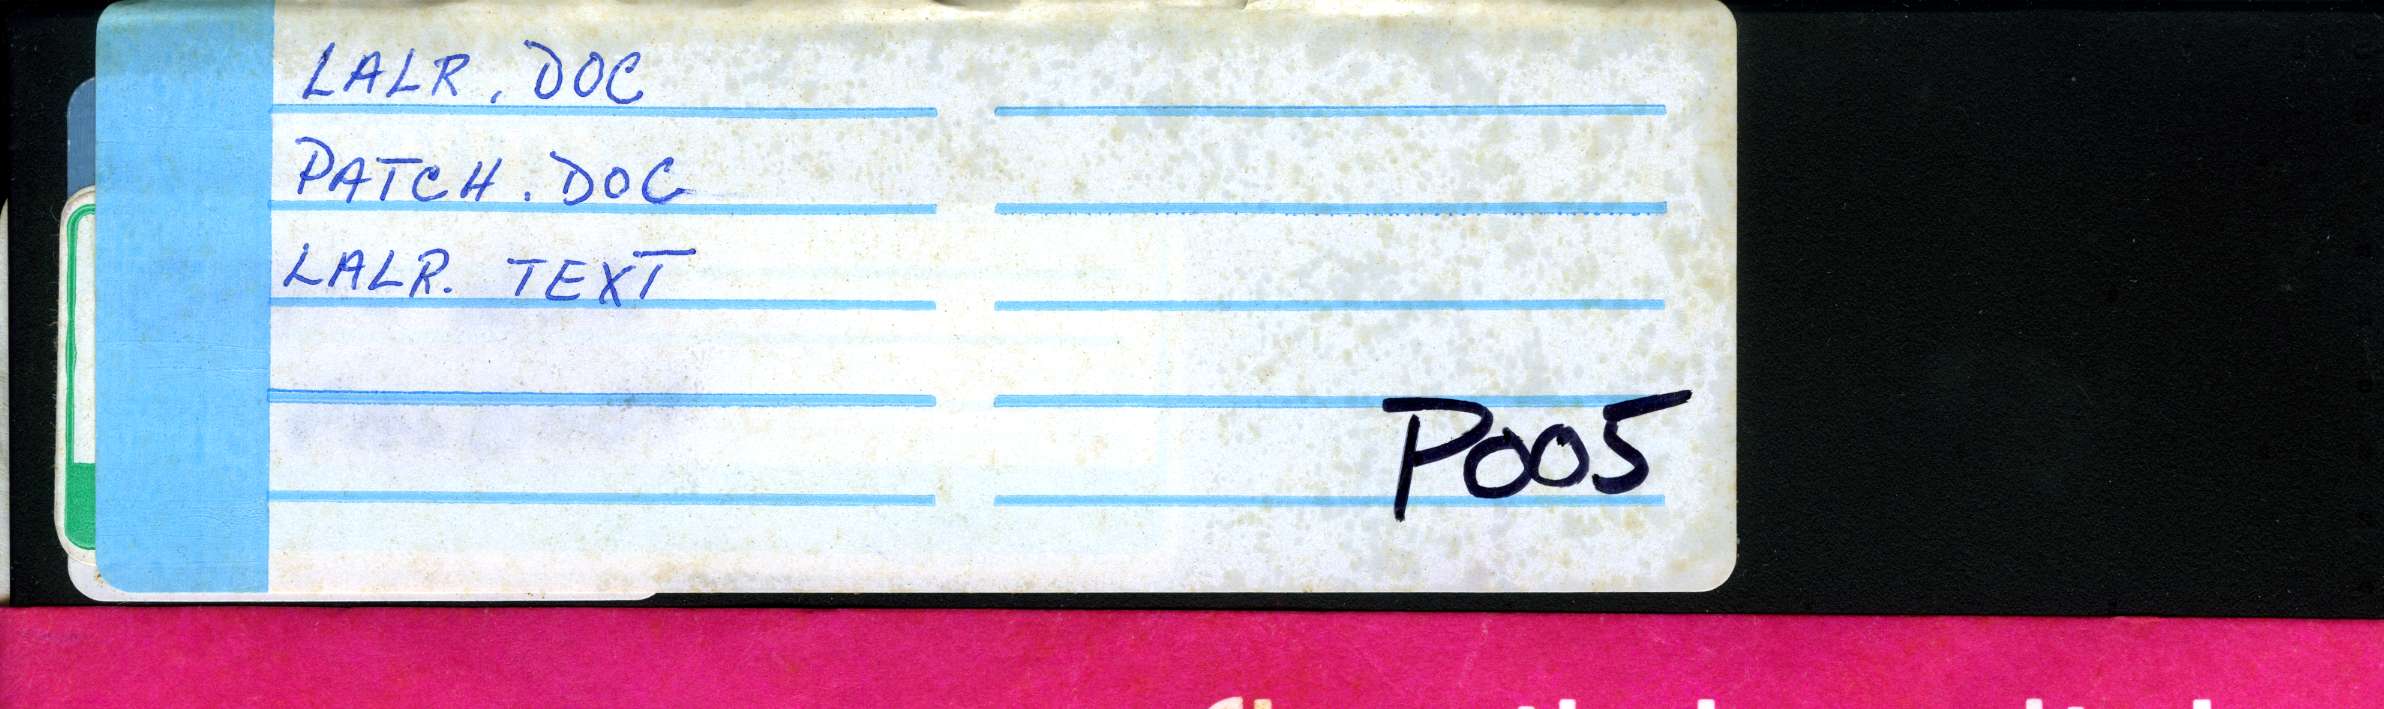 LALR. DOC
PATCH. DOC
LALR. TEXT
P005